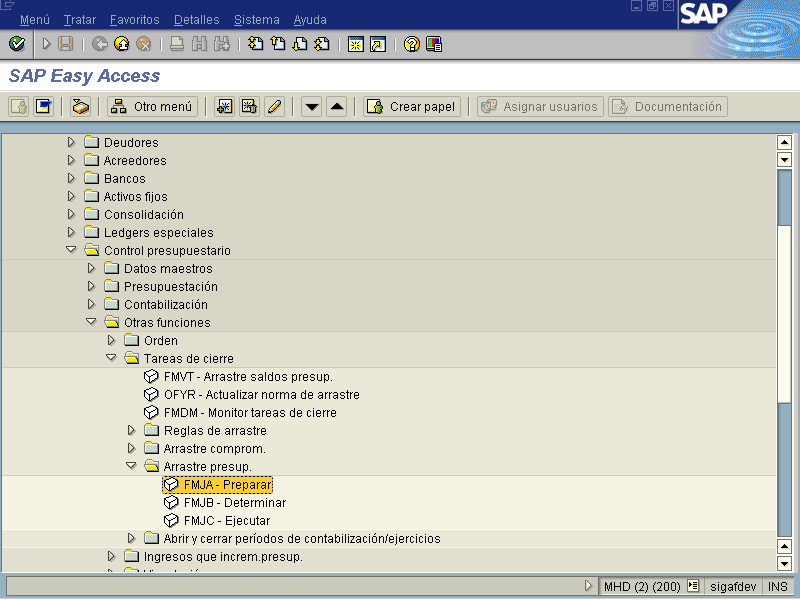 Menú Tratar Favoritos Detalles Sistema Ayuda
SAP
SAP Easy Access
Otro menú Crear papel Asignar usuarios Documentación
Deudores
Acreedores
Bancos
Activos fijos
Consolidación
Ledgers especiales
Control presupuestario
Datos maestros
Presupuestación
Contabilización
Otras funciones
Orden
Tareas de cierre
FMVT - Arrastre saldos presup.
OFYR - Actualizar norma de arrastre
FMDM - Monitor tareas de cierre
Reglas de arrastre
Arrastre comprom.
Arrastre presup.
FMJA - Preparar
FMJB - Determinar
FMJC - Ejecutar
Abrir y cerrar períodos de contabilización/ejercicios
Ingresos que increm.presup.
MHD (2) (200) sigafdev INS